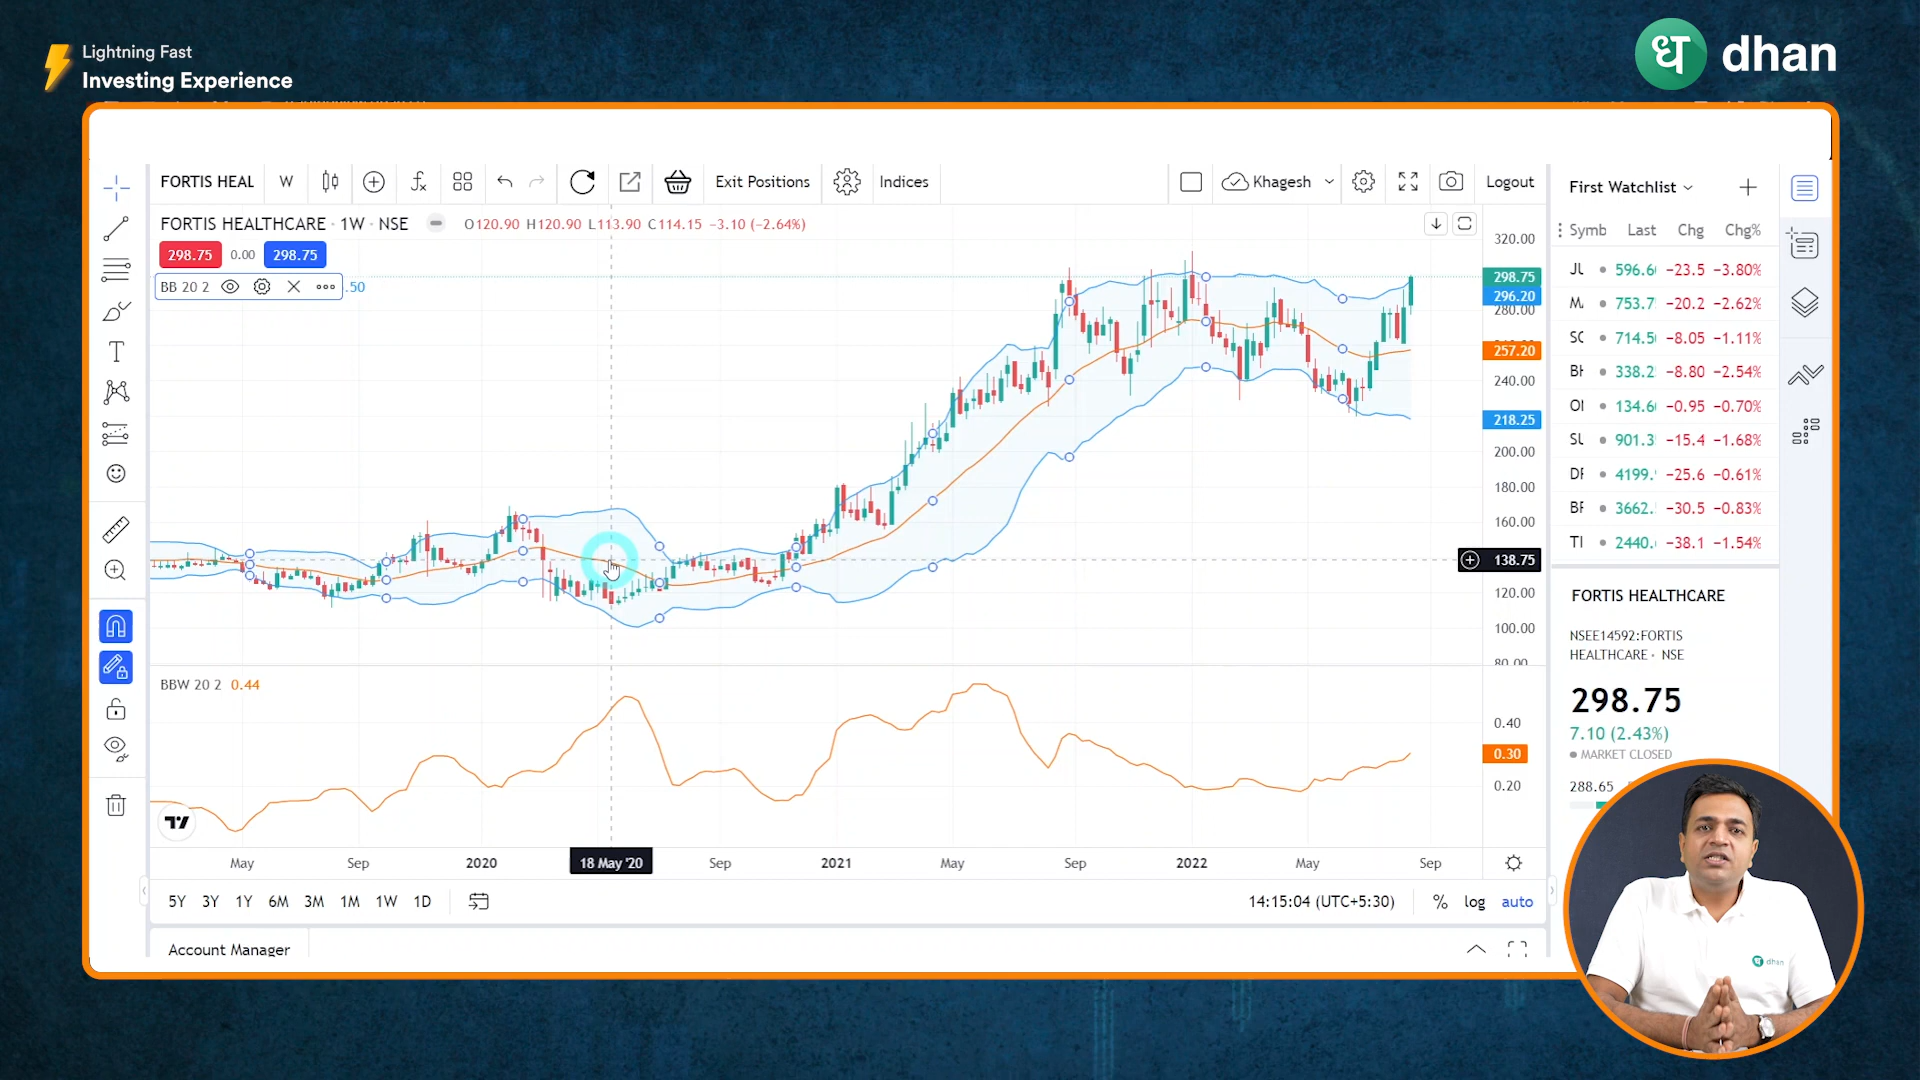 Lightning Fast
Investing Experience
ध dhan
FORTIS HEAL W Exit Positions Indices Khagesh Logout
First Watchlist
FORTIS HEALTHCARE · 1W · NSE O120.90 H120.90 L113.90 C114.15 −3.10 (−2.64%)
298.75 0.00 298.75
BB 20 2 .50
Symb Last Chg Chg%
596.6 −23.5 −3.80%
753.7 −20.2 −2.62%
714.5 −8.05 −1.11%
338.2 −8.80 −2.54%
134.6 −0.95 −0.70%
901.3 −15.4 −1.68%
4199. −25.6 −0.61%
3662. −30.5 −0.83%
TI 2440. −38.1 −1.54%
320.00
298.75
296.20
280.00
257.20
240.00
218.25
200.00
180.00
160.00
138.75
120.00
100.00
80.00
FORTIS HEALTHCARE
NSEE14592:FORTIS
HEALTHCARE · NSE
298.75
7.10 (2.43%)
MARKET CLOSED
288.65
BBW 20 2 0.44
0.40
0.30
0.20
May Sep 2020 18 May '20 Sep 2021 May Sep 2022 May Sep
5Y 3Y 1Y 6M 3M 1M 1W 1D 14:15:04 (UTC+5:30) % log auto
Account Manager
ध dhan